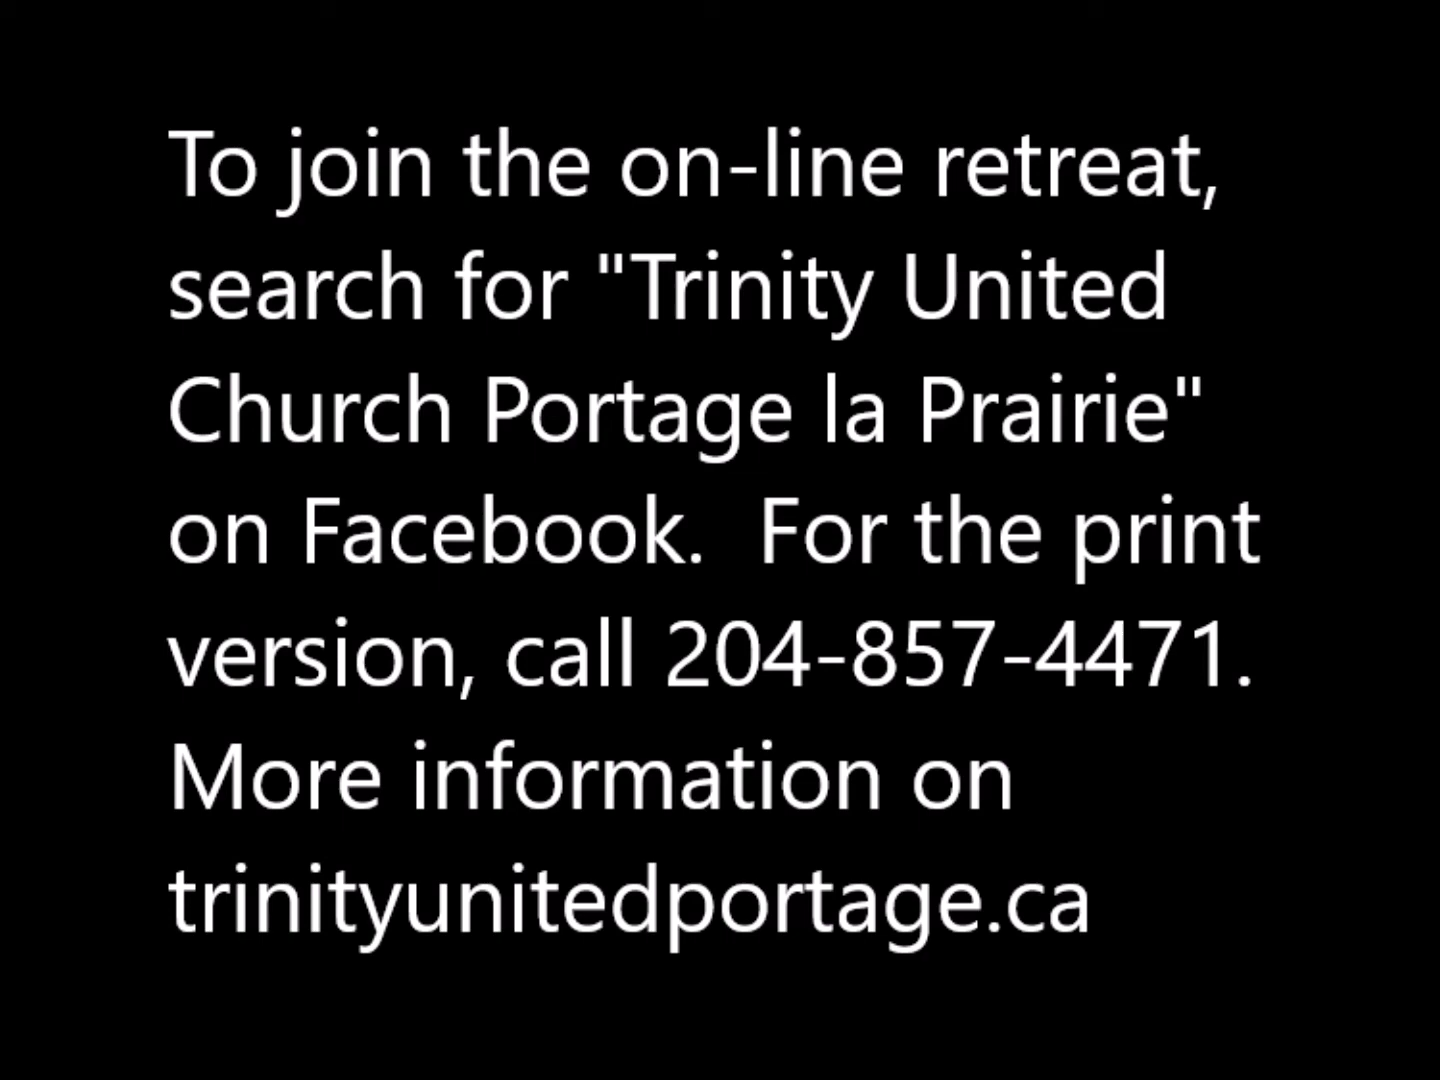 To join the on-line retreat,
search for "Trinity United
Church Portage la Prairie"
on Facebook.  For the print
version, call 204-857-4471.
More information on
trinityunitedportage.ca